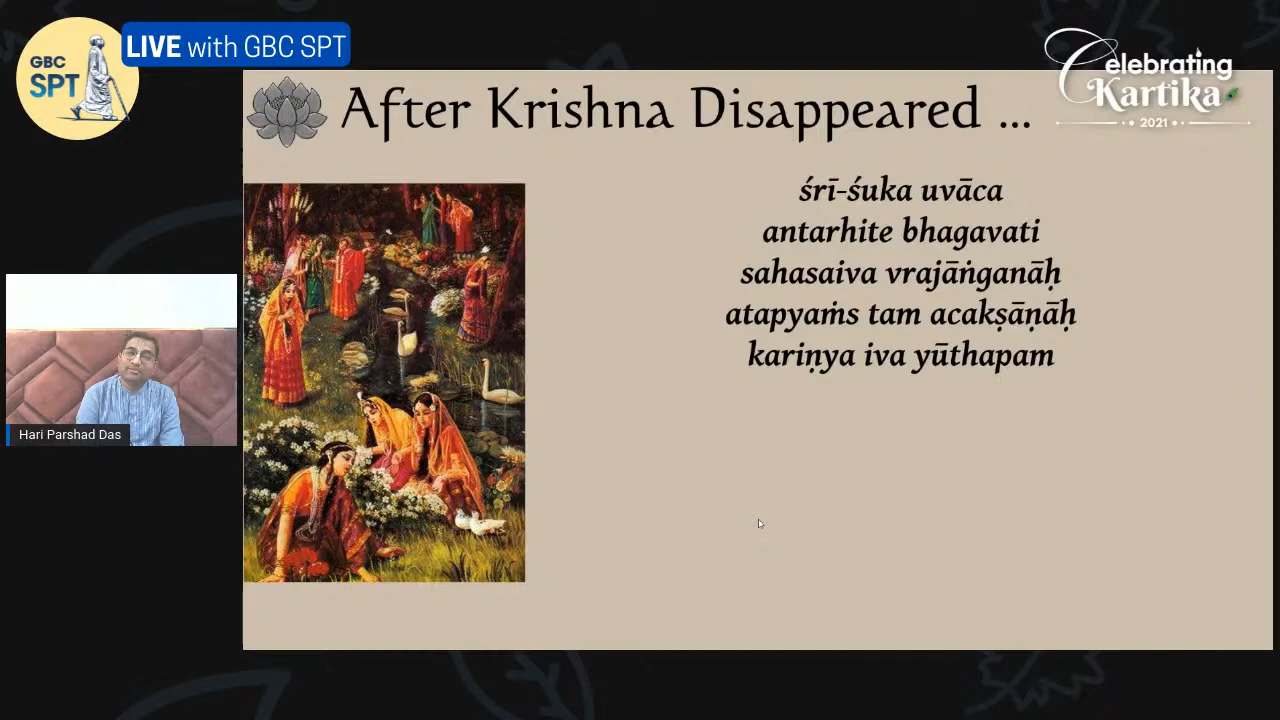 GBC
SPT
LIVE with GBC SPT
Celebrating
Kartika
2021
After Krishna Disappeared ...
śrī-śuka uvāca
antarhite bhagavati
sahasaiva vrajāṅganāḥ
atapyaṁs tam acakṣāṇāḥ
kariṇya iva yūthapam
Hari Parshad Das